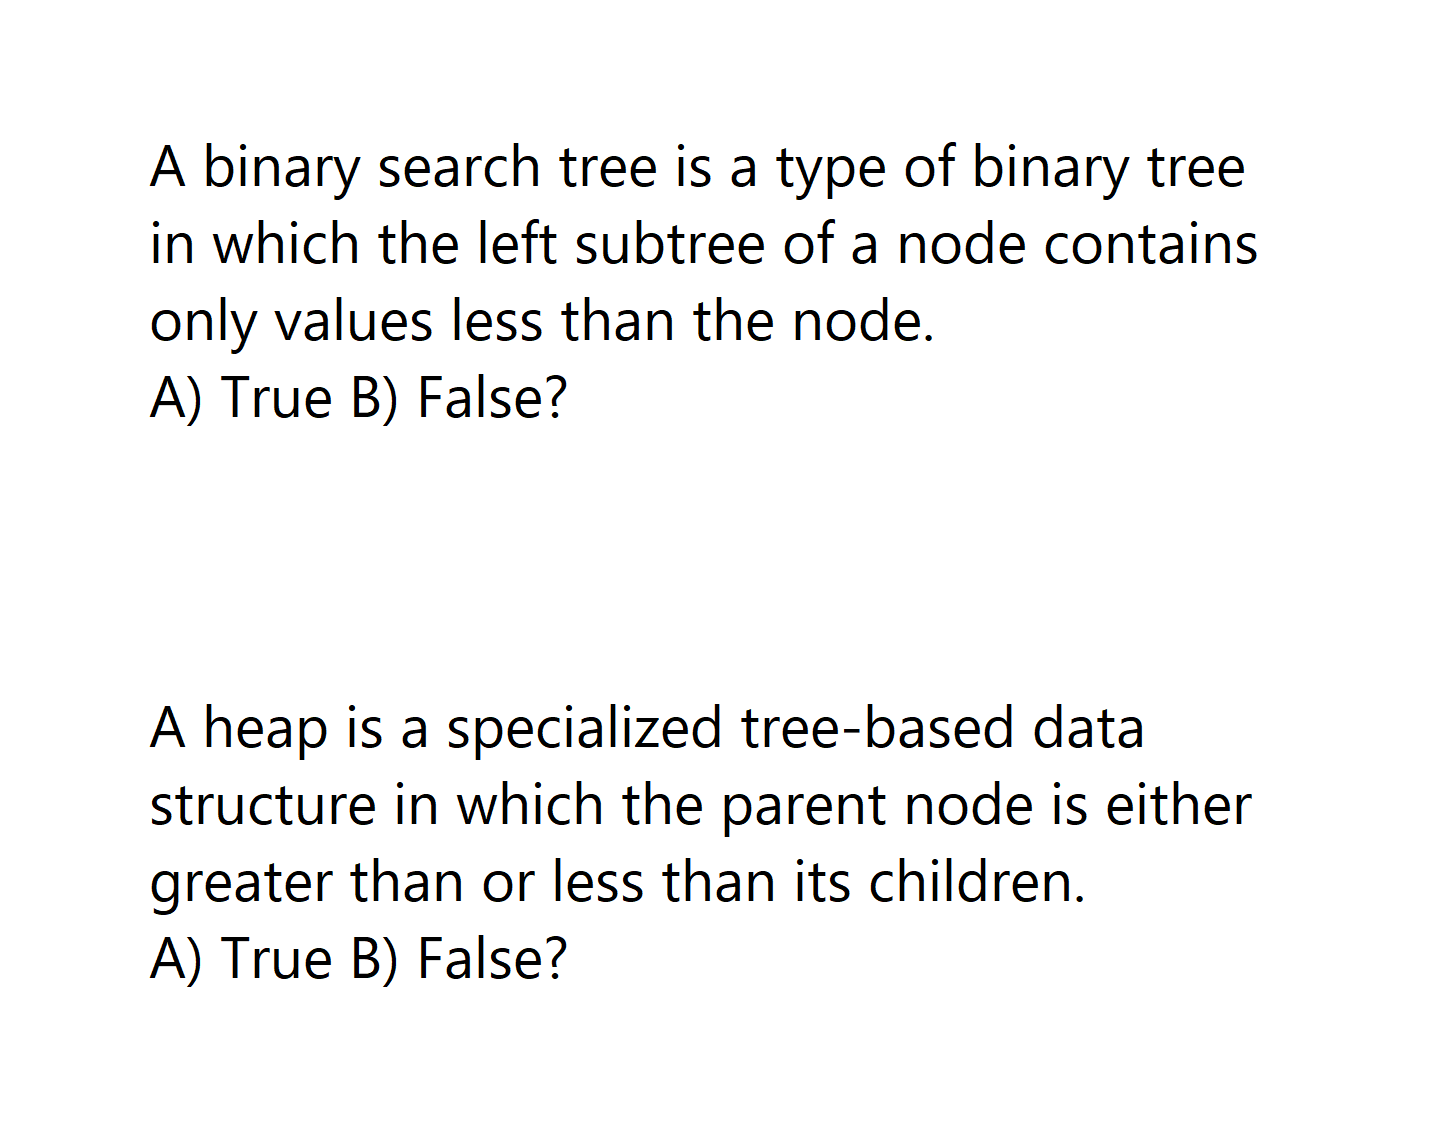 A binary search tree is a type of binary tree
in which the left subtree of a node contains
only values less than the node.
A) True B) False?
A heap is a specialized tree-based data
structure in which the parent node is either
greater than or less than its children.
A) True B) False?